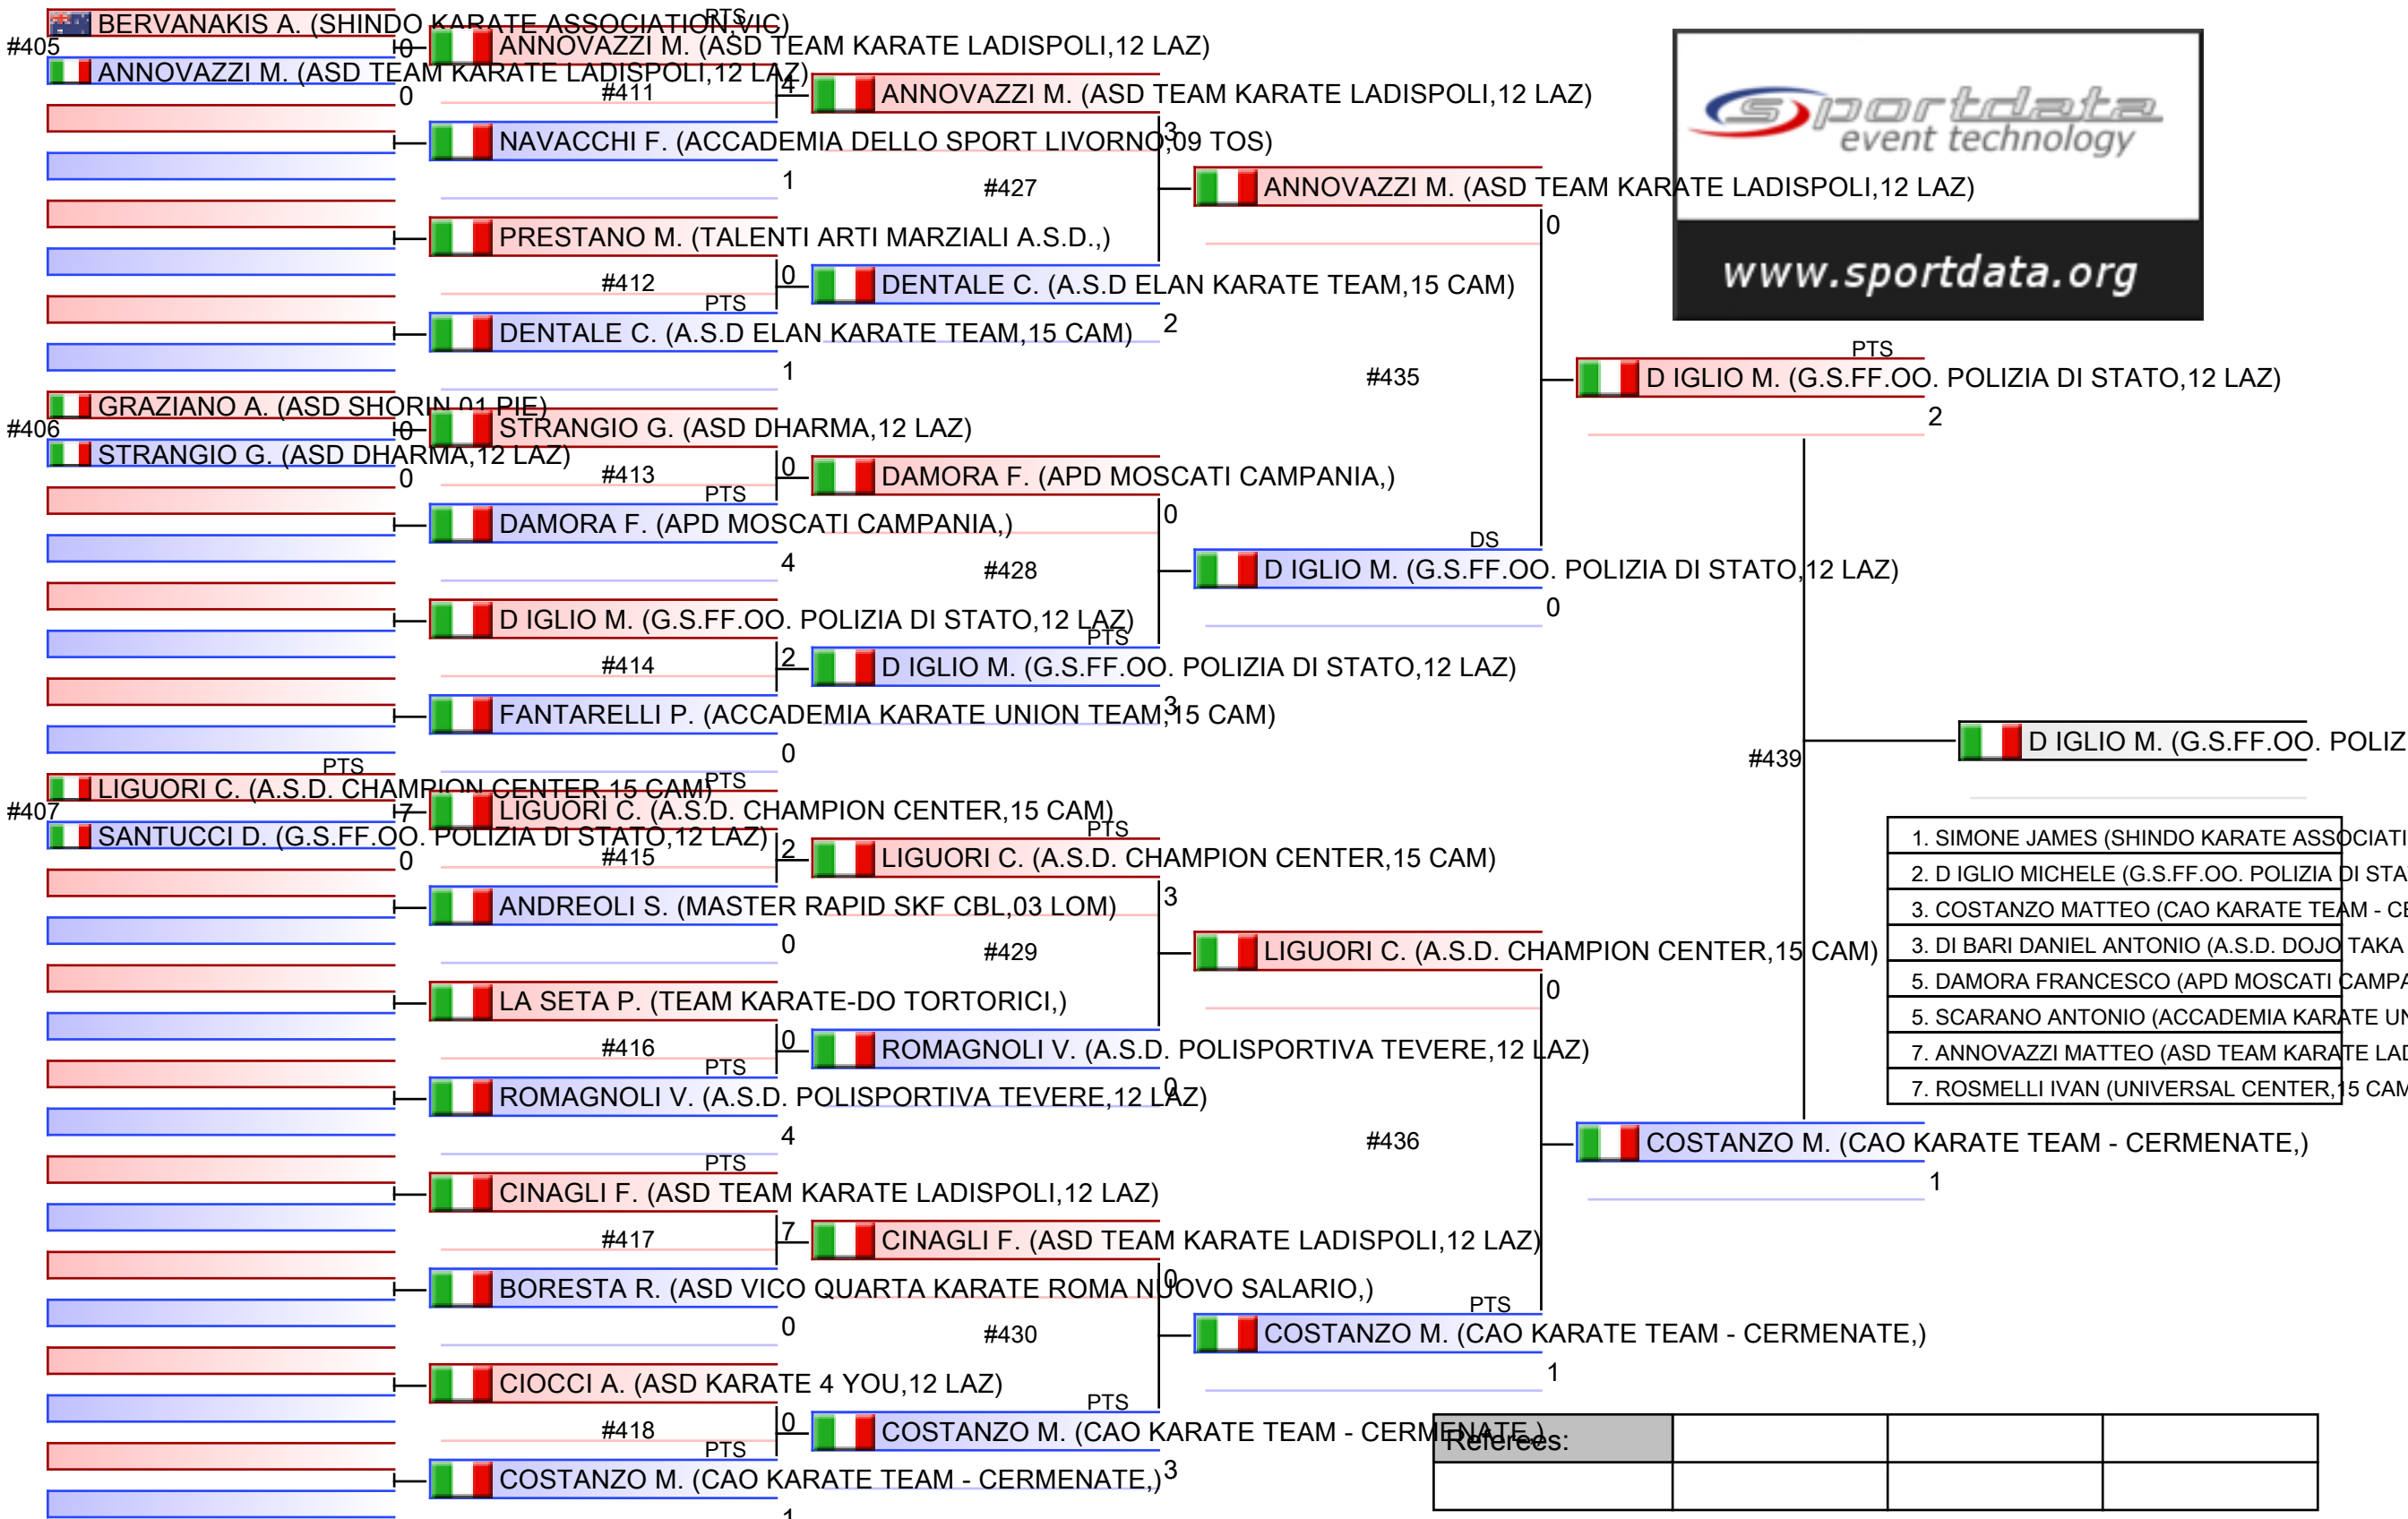 BERVANAKIS A. (SHINDO KARATE ASSOCIATION,VIC)
#405
0
ANNOVAZZI M. (ASD TEAM KARATE LADISPOLI,12 LAZ)
0
GRAZIANO A. (ASD SHORIN,01 PIE)
#406
0
STRANGIO G. (ASD DHARMA,12 LAZ)
0
PTS
LIGUORI C. (A.S.D. CHAMPION CENTER,15 CAM)
#407
7
SANTUCCI D. (G.S.FF.OO. POLIZIA DI STATO,12 LAZ)
0
PTS
ANNOVAZZI M. (ASD TEAM KARATE LADISPOLI,12 LAZ)
#411
4
NAVACCHI F. (ACCADEMIA DELLO SPORT LIVORNO,09 TOS)
1
PRESTANO M. (TALENTI ARTI MARZIALI A.S.D.,)
#412
0
PTS
DENTALE C. (A.S.D ELAN KARATE TEAM,15 CAM)
1
STRANGIO G. (ASD DHARMA,12 LAZ)
#413
0
PTS
DAMORA F. (APD MOSCATI CAMPANIA,)
4
D IGLIO M. (G.S.FF.OO. POLIZIA DI STATO,12 LAZ)
#414
2
FANTARELLI P. (ACCADEMIA KARATE UNION TEAM,15 CAM)
0
PTS
LIGUORI C. (A.S.D. CHAMPION CENTER,15 CAM)
#415
2
ANDREOLI S. (MASTER RAPID SKF CBL,03 LOM)
0
LA SETA P. (TEAM KARATE-DO TORTORICI,)
#416
0
PTS
ROMAGNOLI V. (A.S.D. POLISPORTIVA TEVERE,12 LAZ)
4
PTS
CINAGLI F. (ASD TEAM KARATE LADISPOLI,12 LAZ)
#417
7
BORESTA R. (ASD VICO QUARTA KARATE ROMA NUOVO SALARIO,)
0
CIOCCI A. (ASD KARATE 4 YOU,12 LAZ)
#418
0
PTS
COSTANZO M. (CAO KARATE TEAM - CERMENATE,)
1
ANNOVAZZI M. (ASD TEAM KARATE LADISPOLI,12 LAZ)
3
#427
DENTALE C. (A.S.D ELAN KARATE TEAM,15 CAM)
2
DAMORA F. (APD MOSCATI CAMPANIA,)
0
#428
PTS
D IGLIO M. (G.S.FF.OO. POLIZIA DI STATO,12 LAZ)
3
PTS
LIGUORI C. (A.S.D. CHAMPION CENTER,15 CAM)
3
#429
ROMAGNOLI V. (A.S.D. POLISPORTIVA TEVERE,12 LAZ)
0
CINAGLI F. (ASD TEAM KARATE LADISPOLI,12 LAZ)
0
#430
PTS
COSTANZO M. (CAO KARATE TEAM - CERMENATE,)
3
ANNOVAZZI M. (ASD TEAM KARATE LADISPOLI,12 LAZ)
0
#435
DS
D IGLIO M. (G.S.FF.OO. POLIZIA DI STATO,12 LAZ)
0
LIGUORI C. (A.S.D. CHAMPION CENTER,15 CAM)
0
#436
PTS
COSTANZO M. (CAO KARATE TEAM - CERMENATE,)
1
PTS
D IGLIO M. (G.S.FF.OO. POLIZIA DI STATO,12 LAZ)
2
#439
COSTANZO M. (CAO KARATE TEAM - CERMENATE,)
1
D IGLIO M. (G.S.FF.OO. POLIZ
sportdata
event technology
www.sportdata.org
1. SIMONE JAMES (SHINDO KARATE ASSOCIATI
2. D IGLIO MICHELE (G.S.FF.OO. POLIZIA DI STA
3. COSTANZO MATTEO (CAO KARATE TEAM - CE
3. DI BARI DANIEL ANTONIO (A.S.D. DOJO TAKA
5. DAMORA FRANCESCO (APD MOSCATI CAMPA
5. SCARANO ANTONIO (ACCADEMIA KARATE UN
7. ANNOVAZZI MATTEO (ASD TEAM KARATE LAD
7. ROSMELLI IVAN (UNIVERSAL CENTER,15 CAM
Referees: